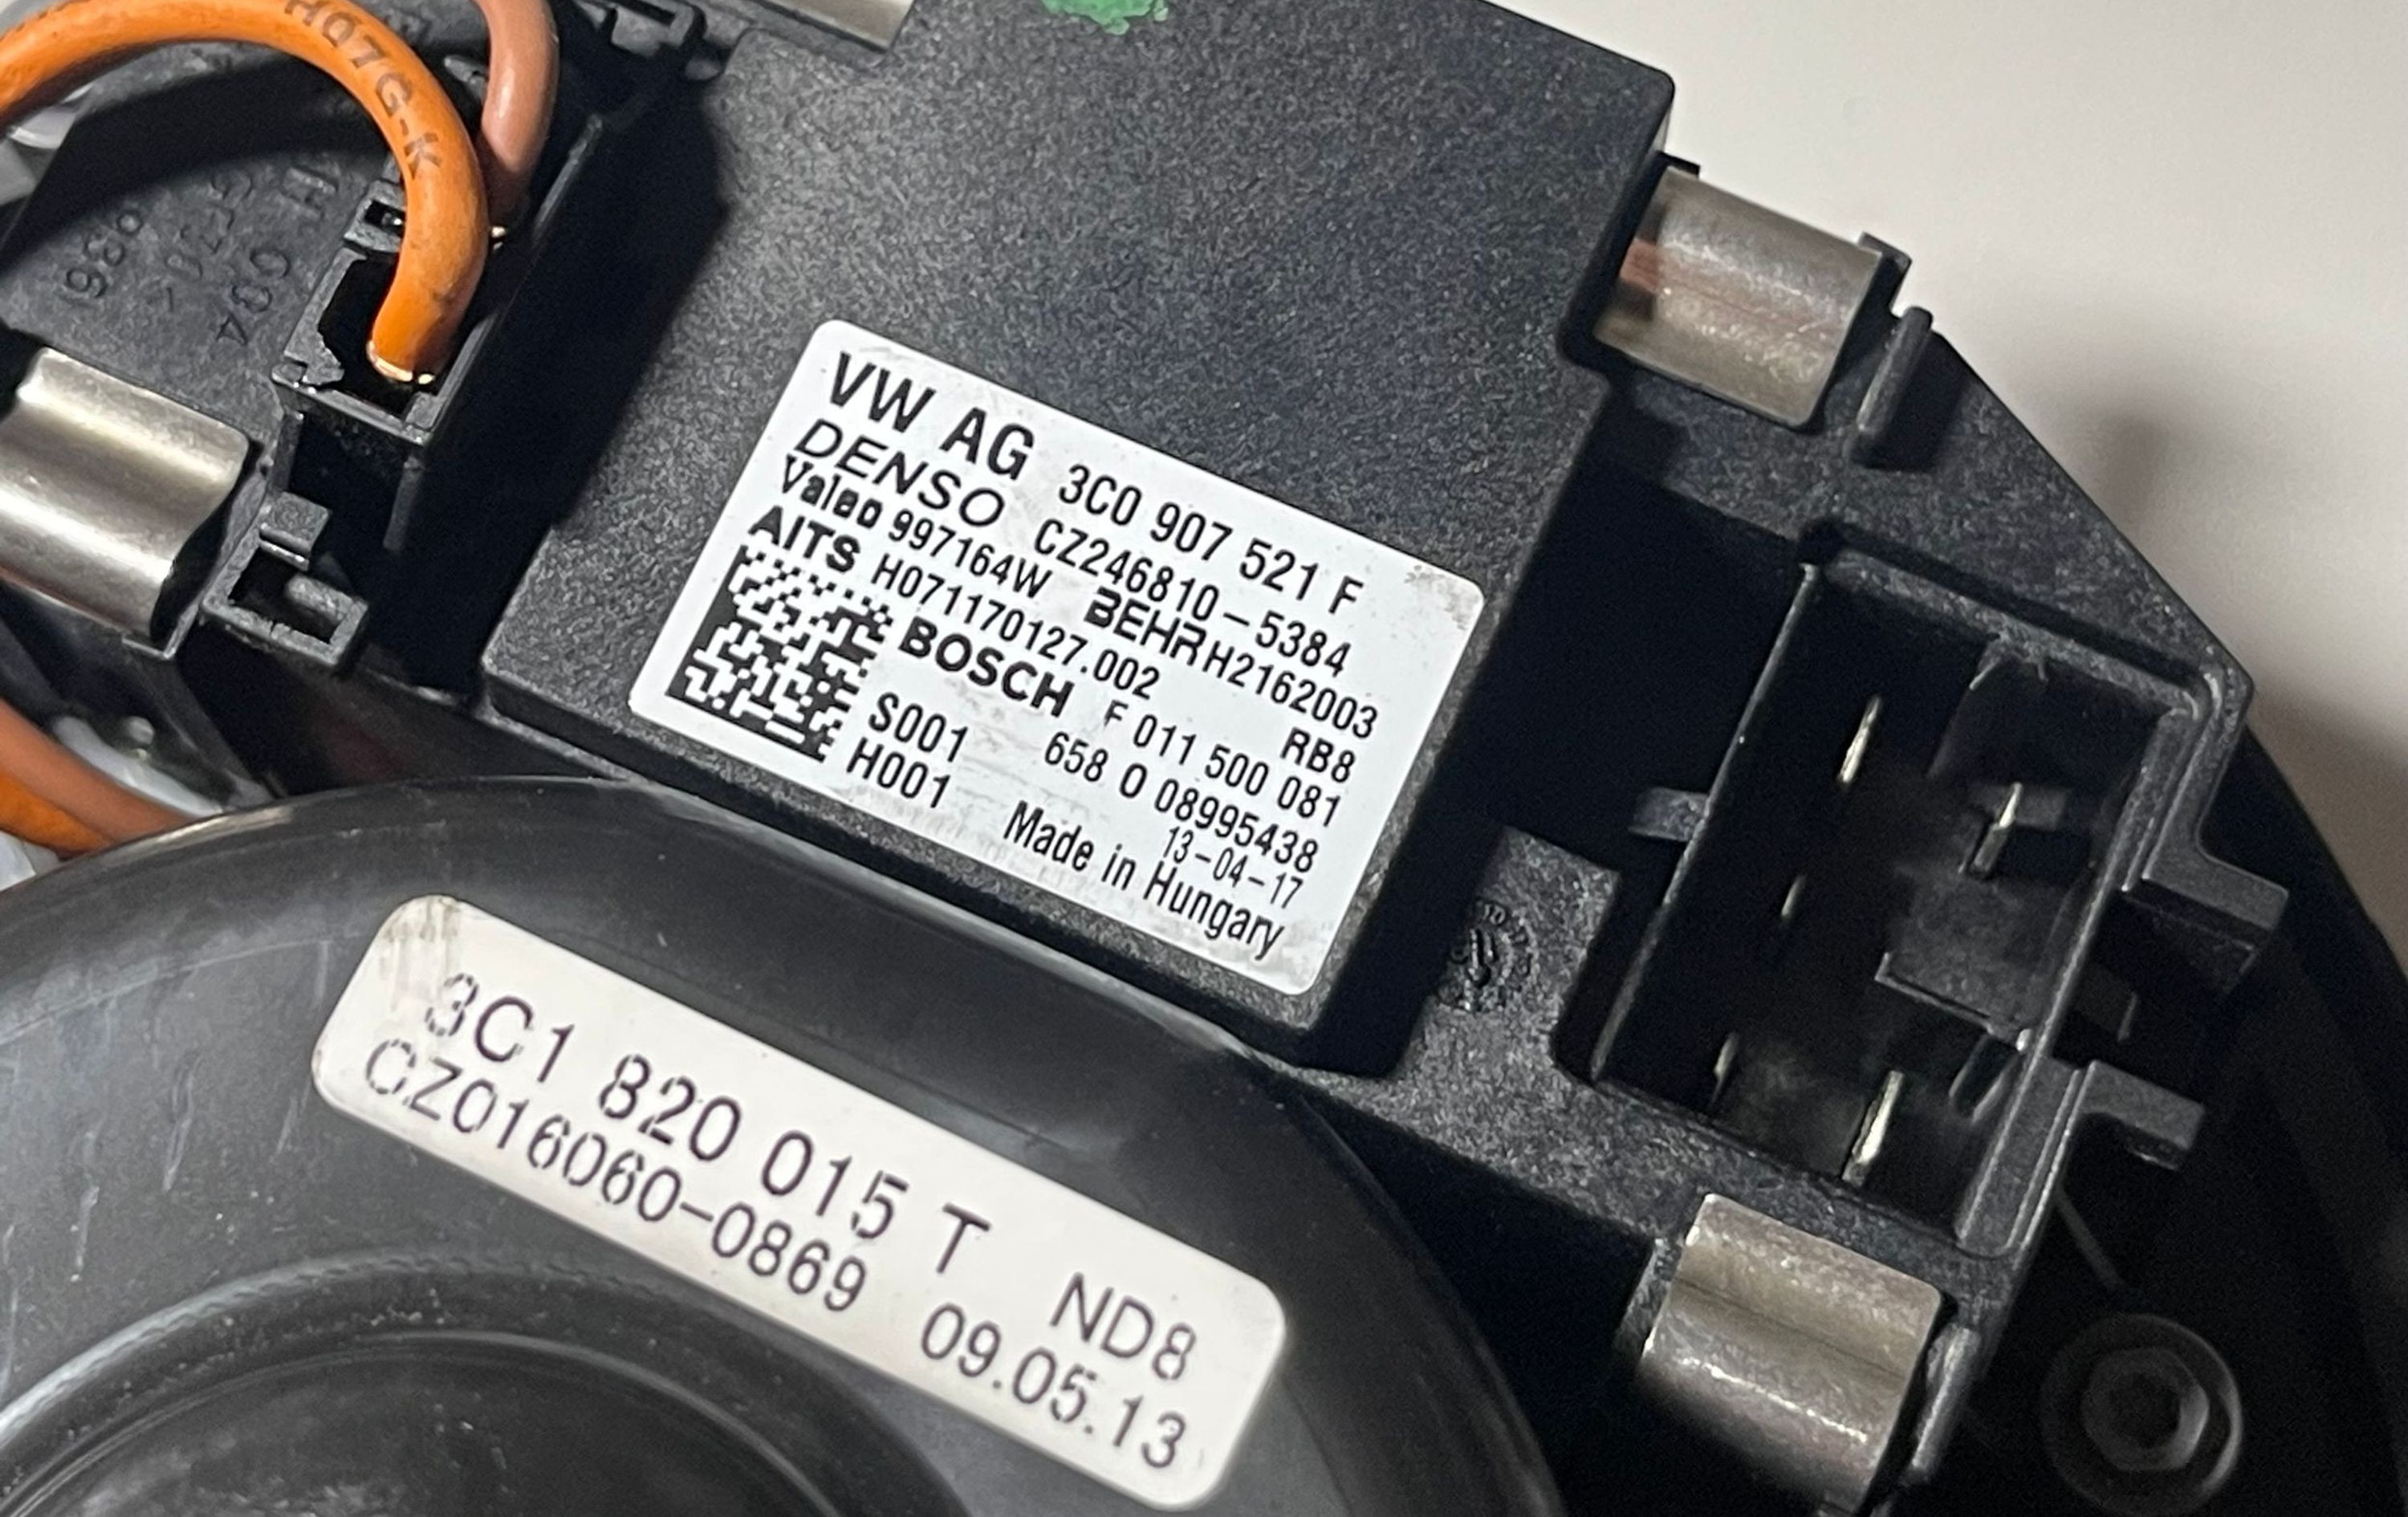 H07G-K
VW AG 3C0 907 521 F
DENSO CZ246810-5384
Valeo 997164W BEHR H2162003
AITS H071170127.002 RB8
BOSCH F 011 500 081
S001 658 0 08995438
H001 13-04-17
Made in Hungary
3C1 820 015 T ND8
CZ016060-0869 09.05.13